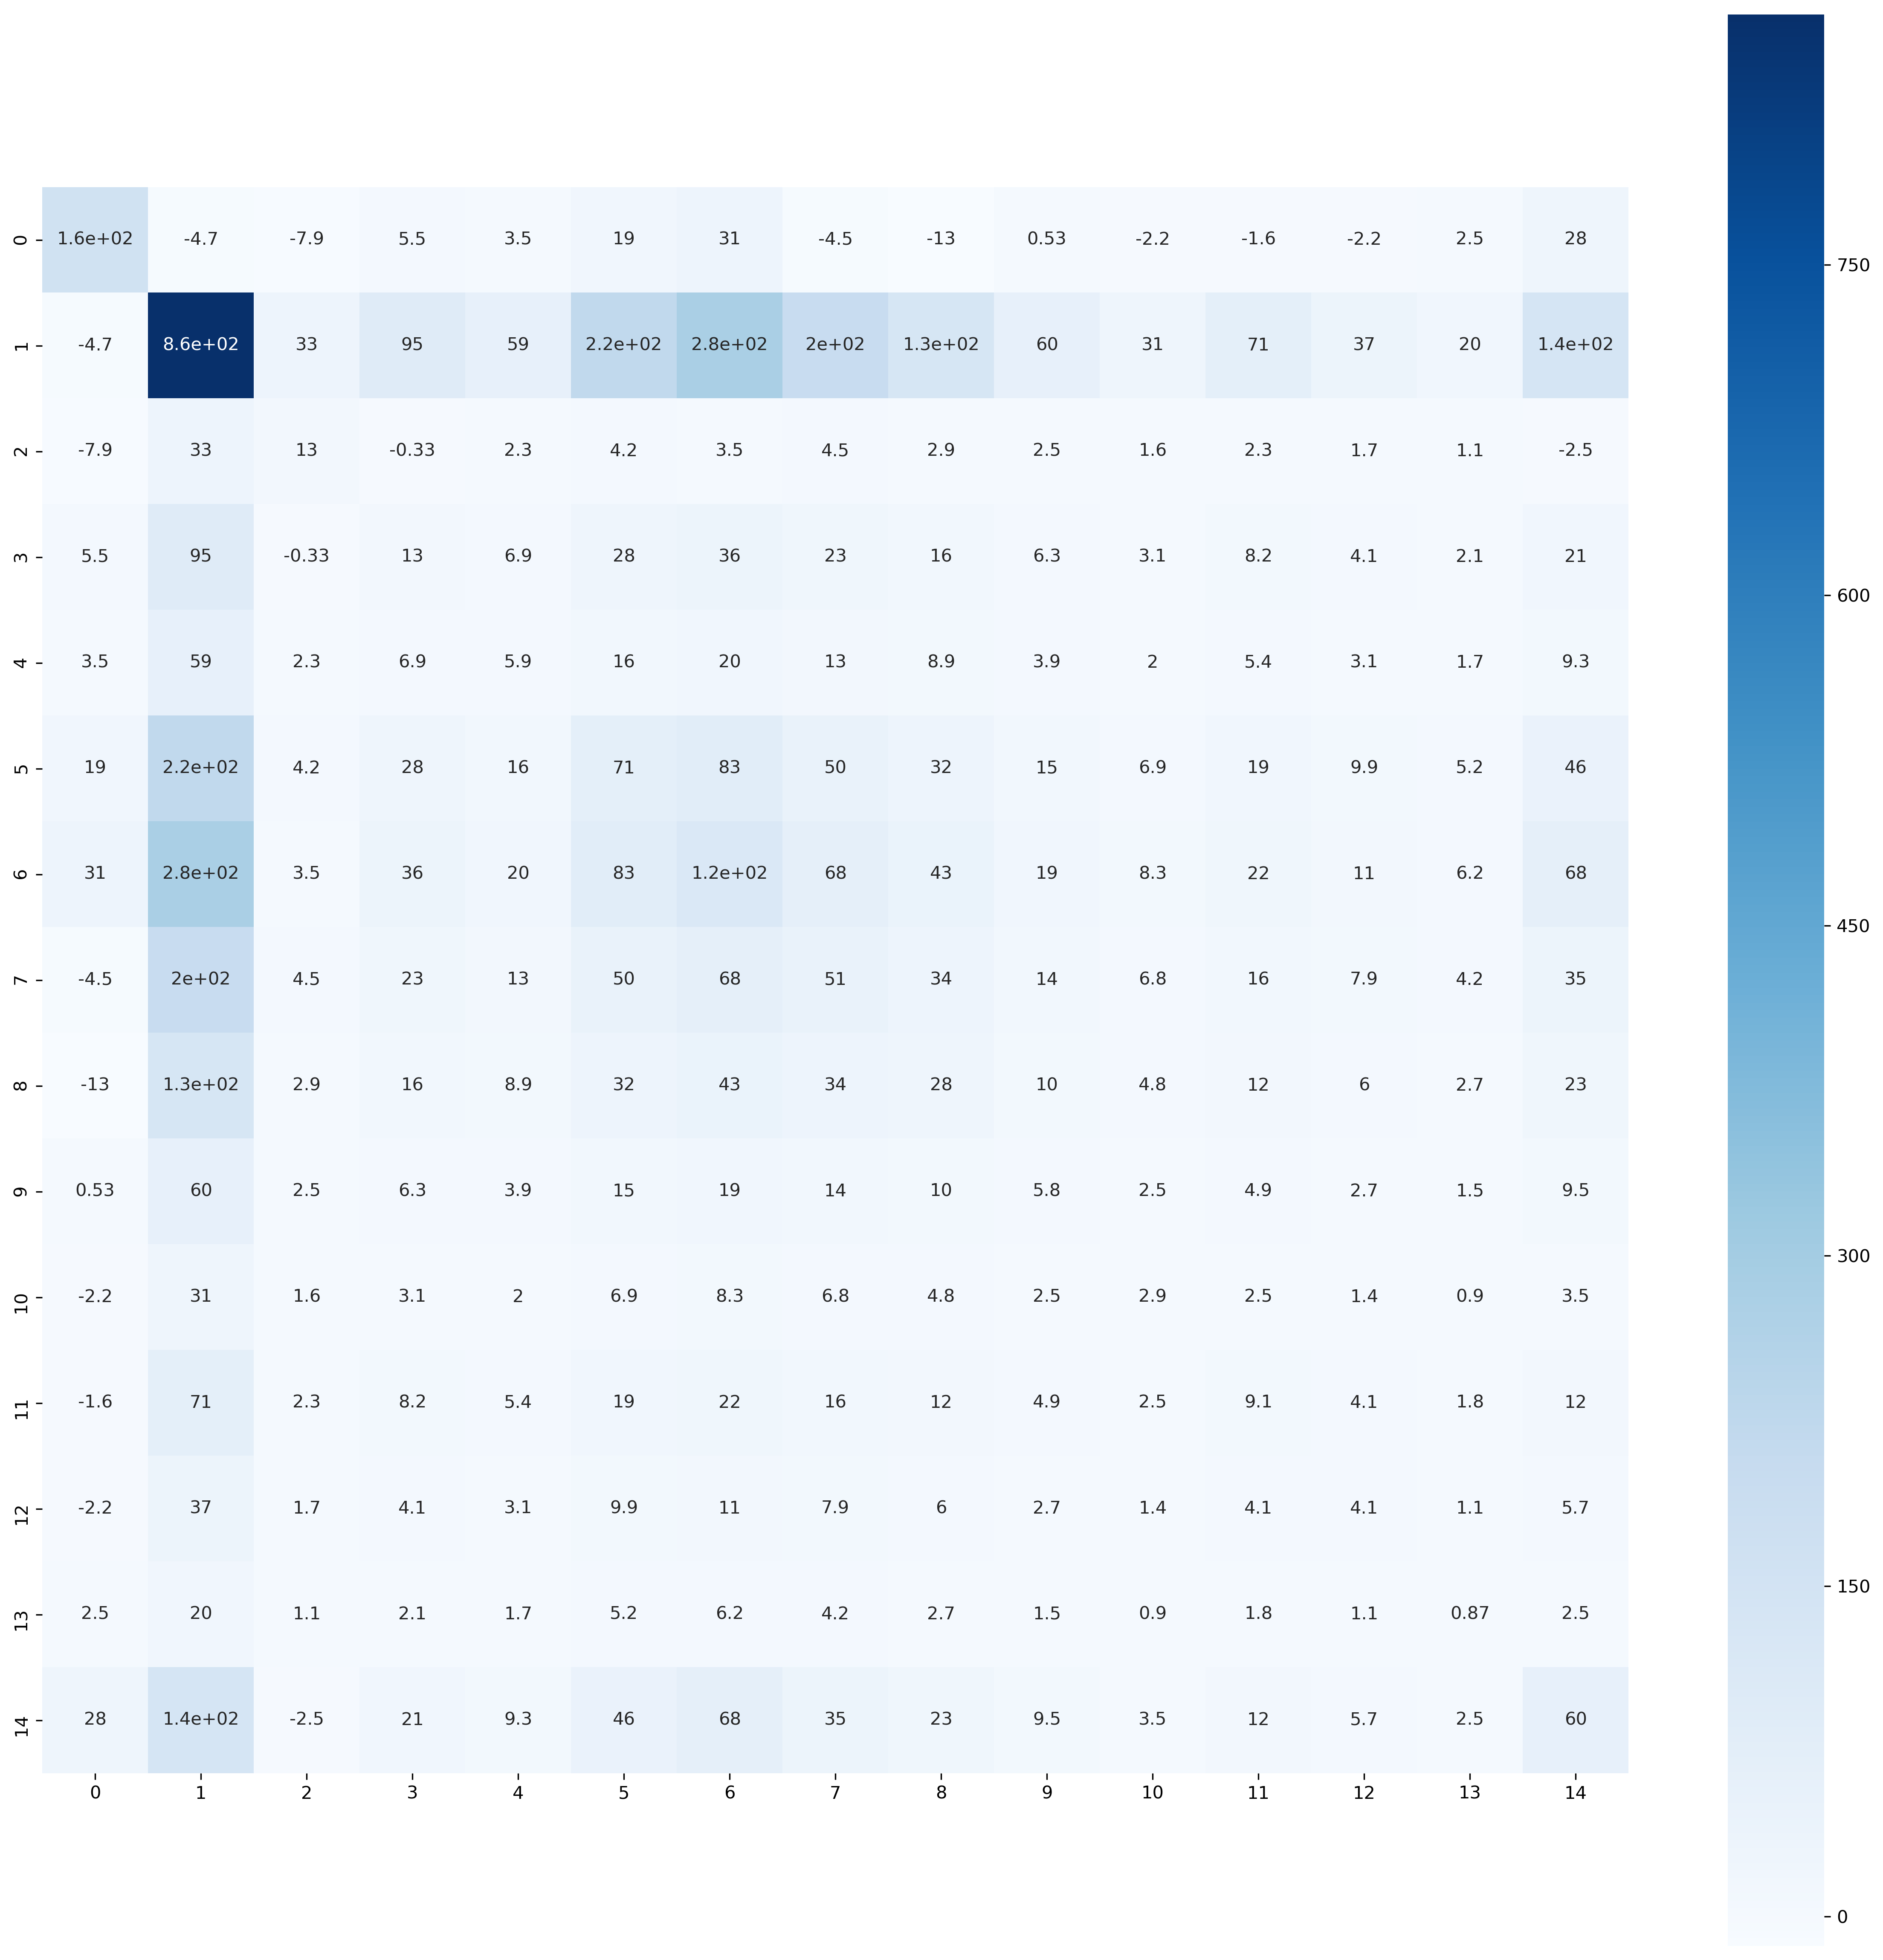 750
0 1.6e+02 -4.7 -7.9 5.5 3.5 19 31 -4.5 -13 0.53 -2.2 -1.6 -2.2 2.5 28
1 -4.7 8.6e+02 33 95 59 2.2e+02 2.8e+02 2e+02 1.3e+02 60 31 71 37 20 1.4e+02
2 -7.9 33 13 -0.33 2.3 4.2 3.5 4.5 2.9 2.5 1.6 2.3 1.7 1.1 -2.5
3 5.5 95 -0.33 13 6.9 28 36 23 16 6.3 3.1 8.2 4.1 2.1 21
600
4 3.5 59 2.3 6.9 5.9 16 20 13 8.9 3.9 2 5.4 3.1 1.7 9.3
5 19 2.2e+02 4.2 28 16 71 83 50 32 15 6.9 19 9.9 5.2 46
6 31 2.8e+02 3.5 36 20 83 1.2e+02 68 43 19 8.3 22 11 6.2 68
450
7 -4.5 2e+02 4.5 23 13 50 68 51 34 14 6.8 16 7.9 4.2 35
8 -13 1.3e+02 2.9 16 8.9 32 43 34 28 10 4.8 12 6 2.7 23
9 0.53 60 2.5 6.3 3.9 15 19 14 10 5.8 2.5 4.9 2.7 1.5 9.5
300
10 -2.2 31 1.6 3.1 2 6.9 8.3 6.8 4.8 2.5 2.9 2.5 1.4 0.9 3.5
11 -1.6 71 2.3 8.2 5.4 19 22 16 12 4.9 2.5 9.1 4.1 1.8 12
12 -2.2 37 1.7 4.1 3.1 9.9 11 7.9 6 2.7 1.4 4.1 4.1 1.1 5.7
150
13 2.5 20 1.1 2.1 1.7 5.2 6.2 4.2 2.7 1.5 0.9 1.8 1.1 0.87 2.5
14 28 1.4e+02 -2.5 21 9.3 46 68 35 23 9.5 3.5 12 5.7 2.5 60
0 1 2 3 4 5 6 7 8 9 10 11 12 13 14
0